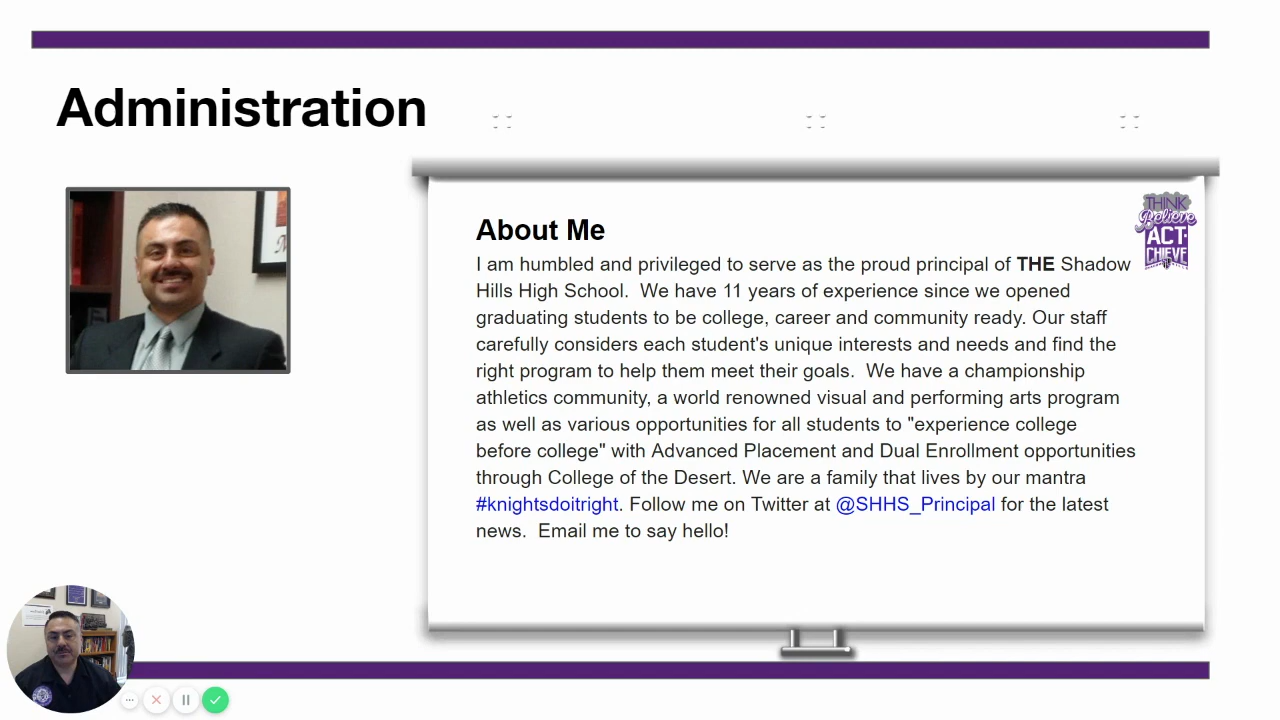 Administration
About Me
I am humbled and privileged to serve as the proud principal of THE Shadow
Hills High School.  We have 11 years of experience since we opened
graduating students to be college, career and community ready. Our staff
carefully considers each student's unique interests and needs and find the
right program to help them meet their goals.  We have a championship
athletics community, a world renowned visual and performing arts program
as well as various opportunities for all students to "experience college
before college" with Advanced Placement and Dual Enrollment opportunities
through College of the Desert. We are a family that lives by our mantra
#knightsdoitright. Follow me on Twitter at @SHHS_Principal for the latest
news.  Email me to say hello!
THINK
Believe
ACT
CHIEVE